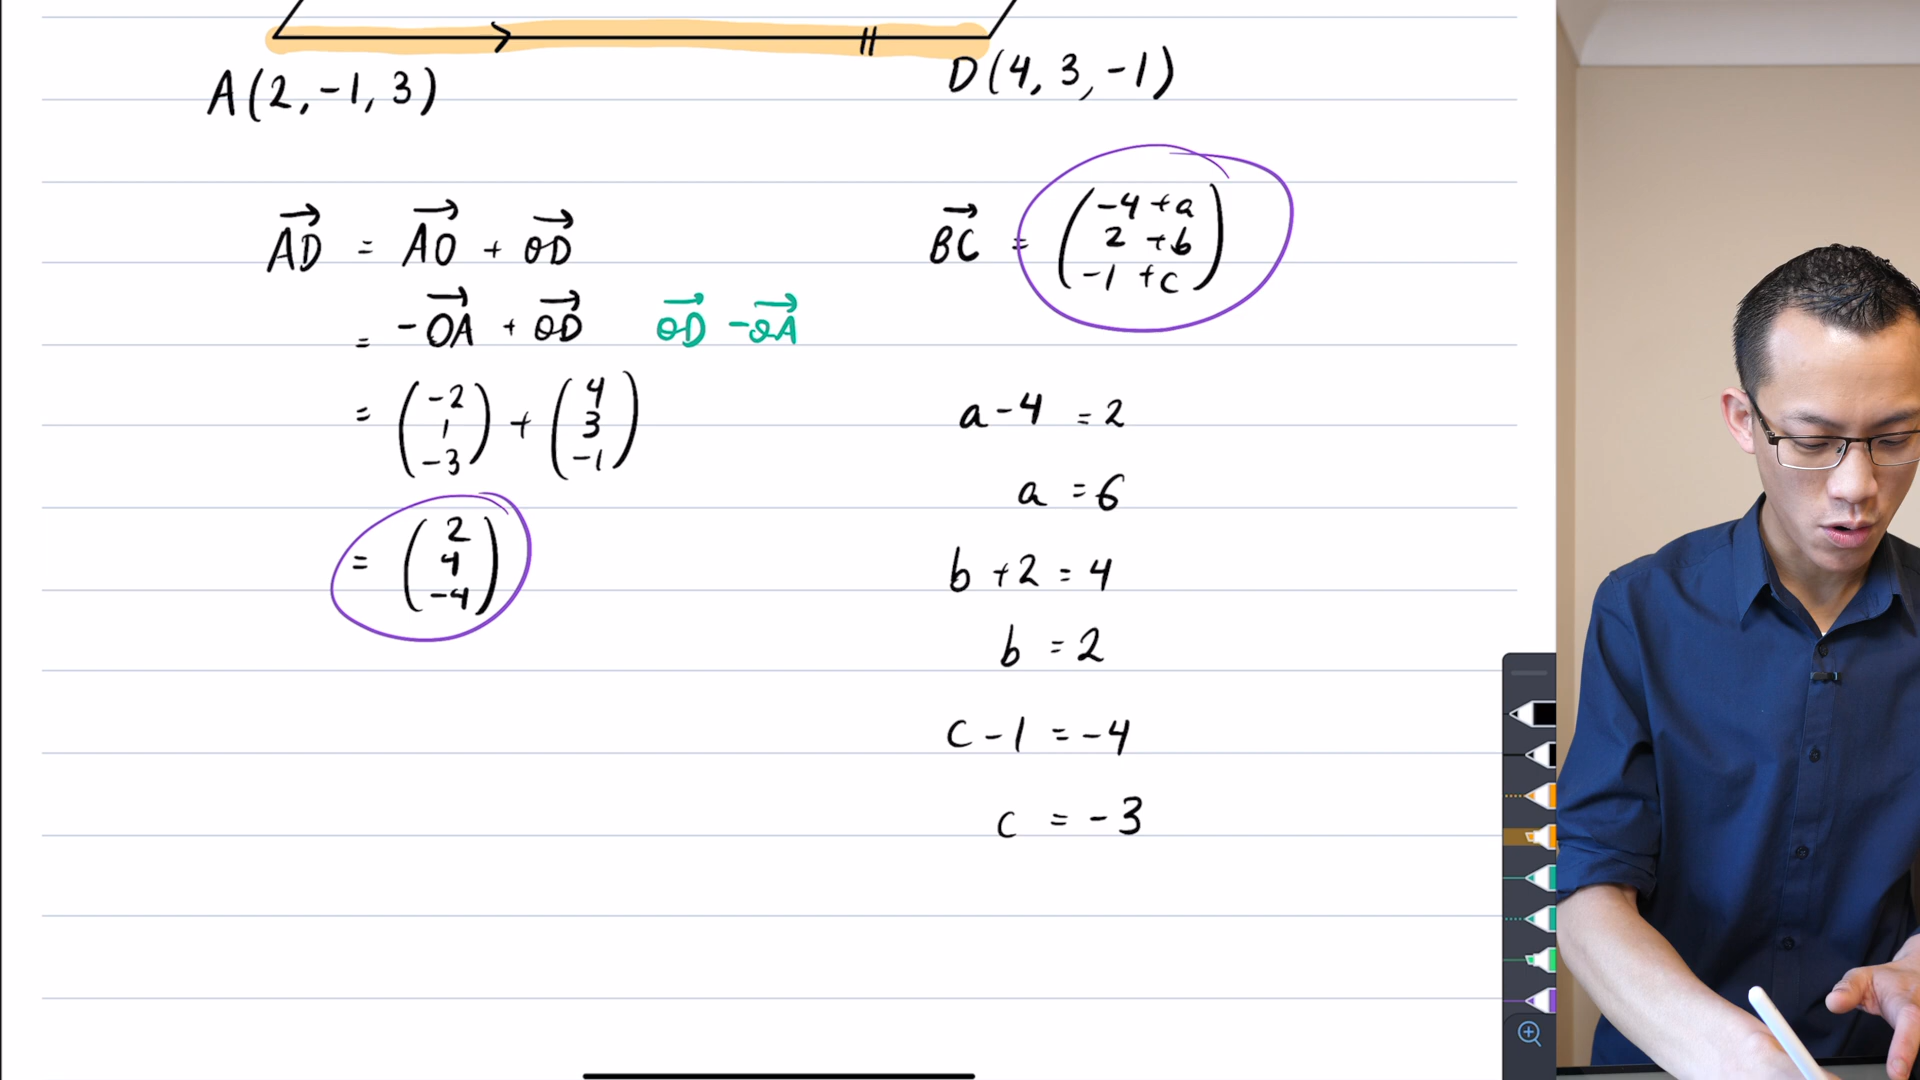 A(2, -1, 3)
D(4, 3, -1)
→AD = →AO + →OD
= -→OA + →OD
→OD - →OA
= (-2 1 -3) + (4 3 -1)
= (2 4 -4)
→BC = (-4 + a 2 + b -1 + c)
a - 4 = 2
a = 6
b + 2 = 4
b = 2
c - 1 = -4
c = -3